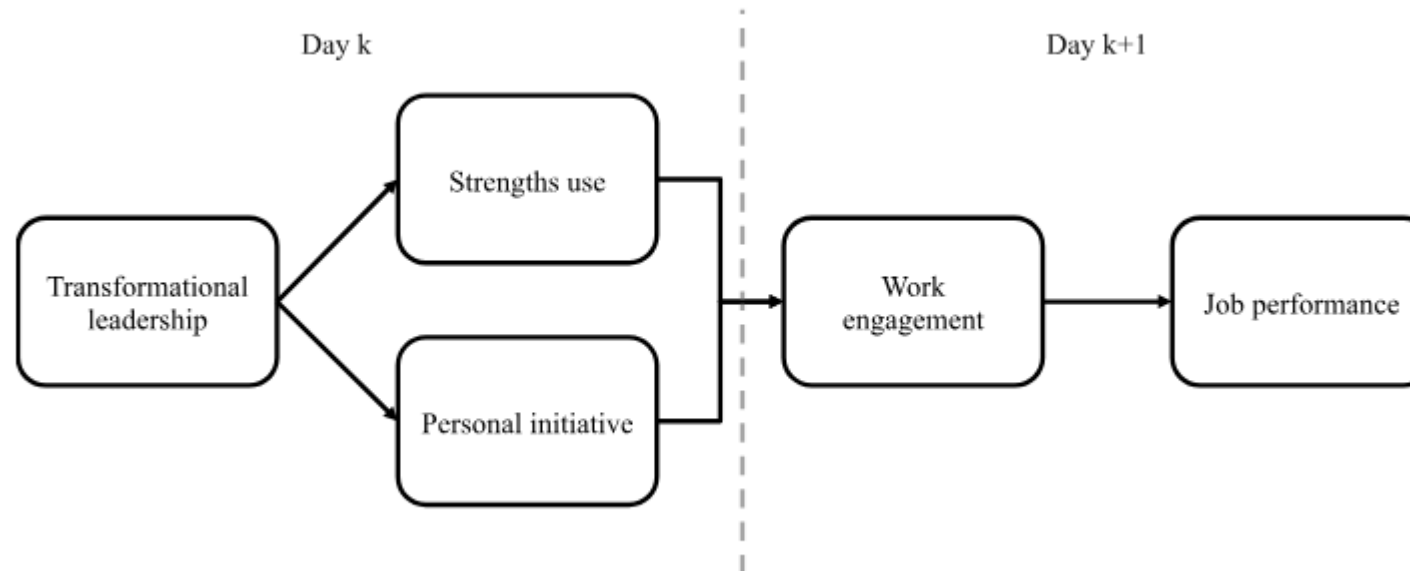 Day k
Day k+1
Strengths use
Transformational
leadership
Work
engagement
Job performance
Personal initiative